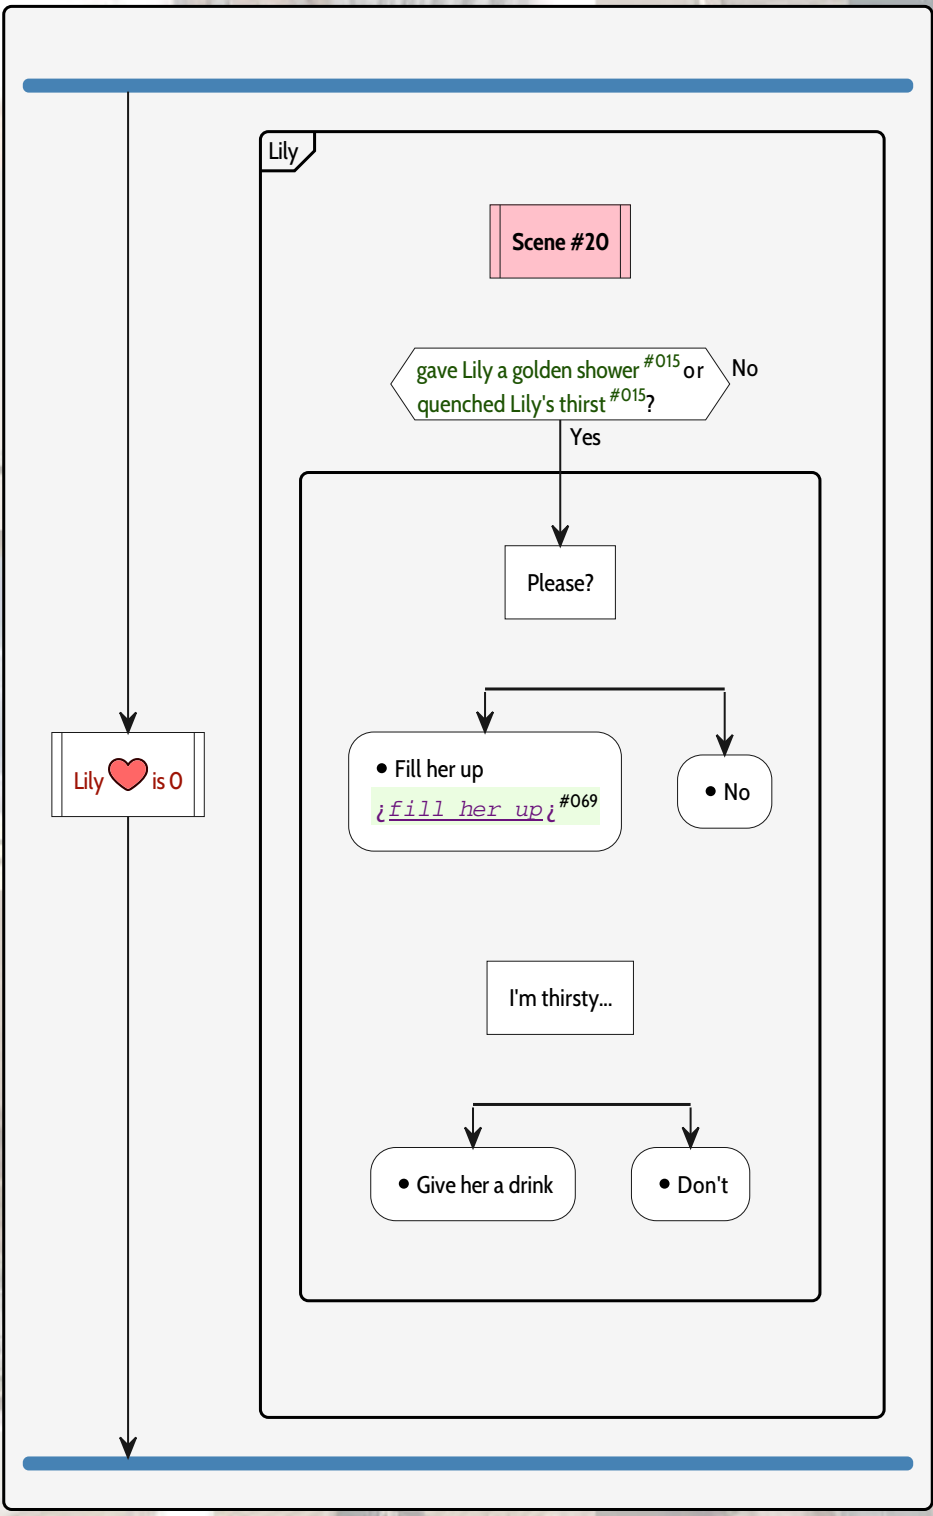 Lily
Scene #20
gave Lily a golden shower #015 or
quenched Lily's thirst #015?
No
Yes
Please?
Lily is 0
• Fill her up
¿fill her up¿ #069
• No
I'm thirsty...
• Give her a drink
• Don't